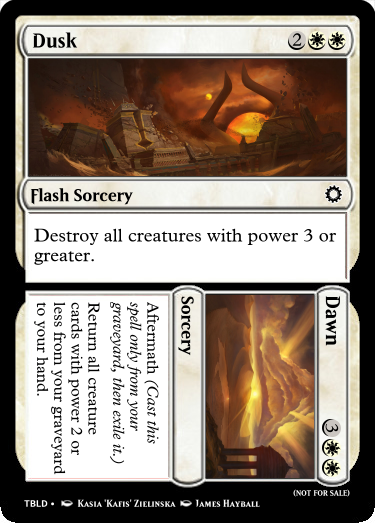 Dusk
2
Flash Sorcery
Destroy all creatures with power 3 or
greater.
Dawn
3
Sorcery
Aftermath (Cast this
spell only from your
graveyard, then exile it.)
Return all creature
cards with power 2 or
less from your graveyard
to your hand.
(NOT FOR SALE)
TBLD • Kasia 'Kafis' Zielinska James Hayball